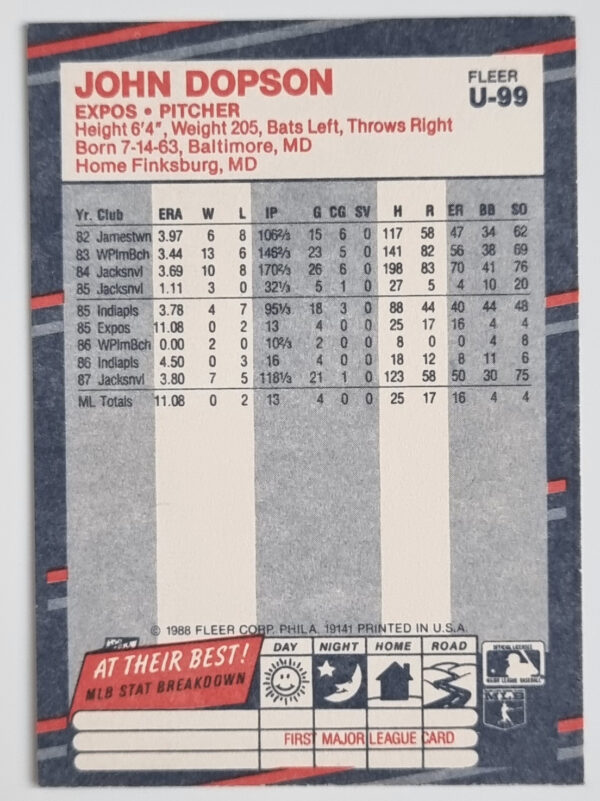 JOHN DOPSON
FLEER
U-99
EXPOS • PITCHER
Height 6'4", Weight 205, Bats Left, Throws Right
Born 7-14-63, Baltimore, MD
Home Finksburg, MD
Yr. Club ERA W L IP G CG SV H R ER BB SO
82 Jamestwn 3.97 6 8 106⅔ 15 6 0 117 58 47 34 62
83 WPlmBch 3.44 13 6 146⅔ 23 5 0 141 82 56 38 69
84 Jacksnvl 3.69 10 8 170⅔ 26 6 0 198 83 70 41 76
85 Jacksnvl 1.11 3 0 32⅓ 5 1 0 27 5 4 10 20
85 Indiapls 3.78 4 7 95⅓ 18 3 0 88 44 40 44 48
85 Expos 11.08 0 2 13 4 0 0 25 17 16 4 4
86 WPlmBch 0.00 2 0 10⅔ 3 0 0 8 0 0 4 8
86 Indiapls 4.50 0 3 16 4 0 0 18 12 8 11 6
87 Jacksnvl 3.80 7 5 118⅓ 21 1 0 123 58 50 30 75
ML Totals 11.08 0 2 13 4 0 0 25 17 16 4 4
© 1988 FLEER CORP. PHILA. 19141 PRINTED IN U.S.A.
AT THEIR BEST!
MLB STAT BREAKDOWN
DAY NIGHT HOME ROAD
OFFICIAL LICENSEE
MAJOR LEAGUE BASEBALL
FIRST MAJOR LEAGUE CARD